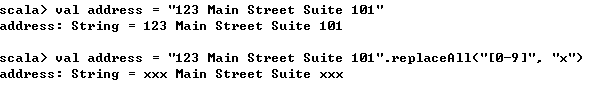 scala> val address = "123 Main Street Suite 101"
address: String = 123 Main Street Suite 101
scala> val address = "123 Main Street Suite 101".replaceAll("[0-9]", "x")
address: String = xxx Main Street Suite xxx